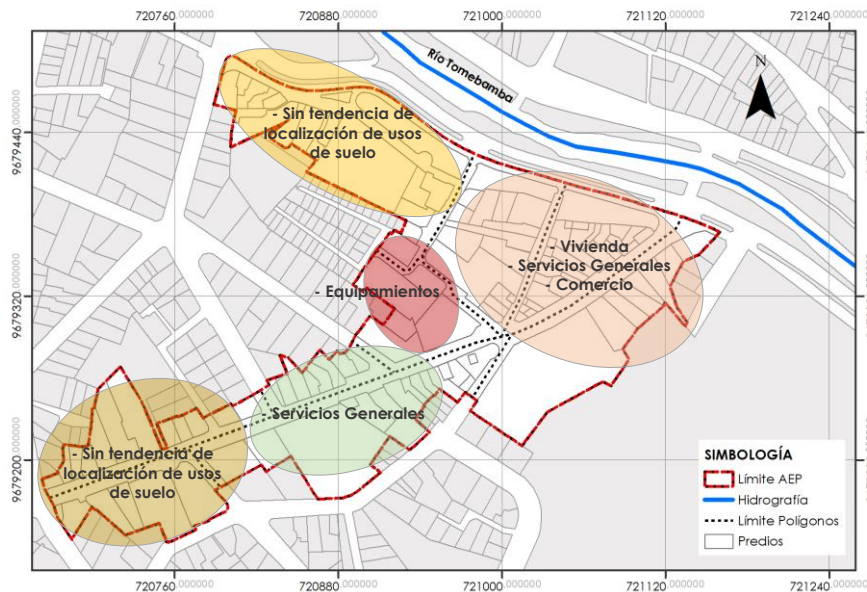 720760.000000 720880.000000 721000.000000 721120.000000 721240.000000
Río Tomebamba
N
9679440.000000
- Sin tendencia de
localización de usos
de suelo
- Vivienda
- Servicios Generales
- Comercio
9679320.000000
- Equipamientos
- Servicios Generales
9679200.000000
- Sin tendencia de
localización de usos
de suelo
SIMBOLOGÍA
Límite AEP
Hidrografía
Límite Polígonos
Predios
720760.000000 720880.000000 721000.000000 721120.000000 721240.000000